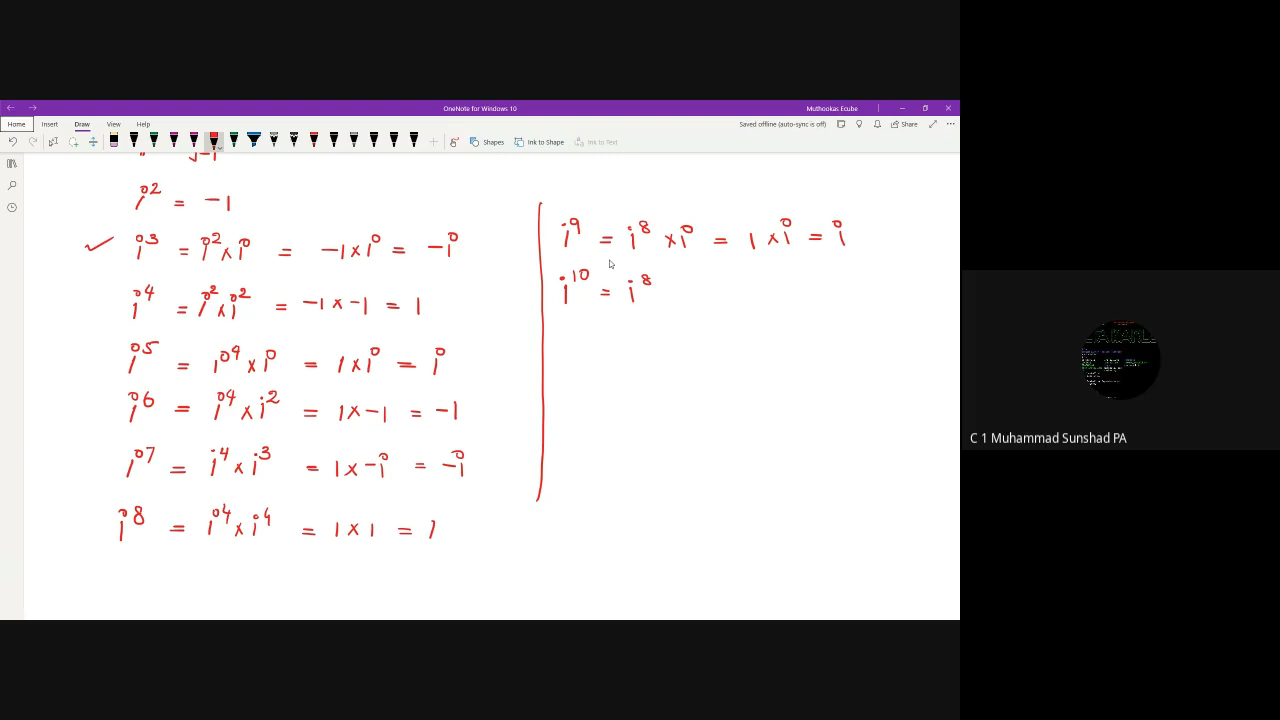 OneNote for Windows 10
Muthookas Ecube
Home Insert Draw View Help
Saved offline (auto-sync is off)
Share
Shapes
Ink to Shape
Ink to Text
i² = -1
i³ = i² × i = -1 × i = -i
i⁴ = i² × i² = -1 × -1 = 1
i⁵ = i⁴ × i = 1 × i = i
i⁶ = i⁴ × i² = 1 × -1 = -1
i⁷ = i⁴ × i³ = 1 × -i = -i
i⁸ = i⁴ × i⁴ = 1 × 1 = 1
i⁹ = i⁸ × i = 1 × i = i
i¹⁰ = i⁸
C 1 Muhammad Sunshad PA